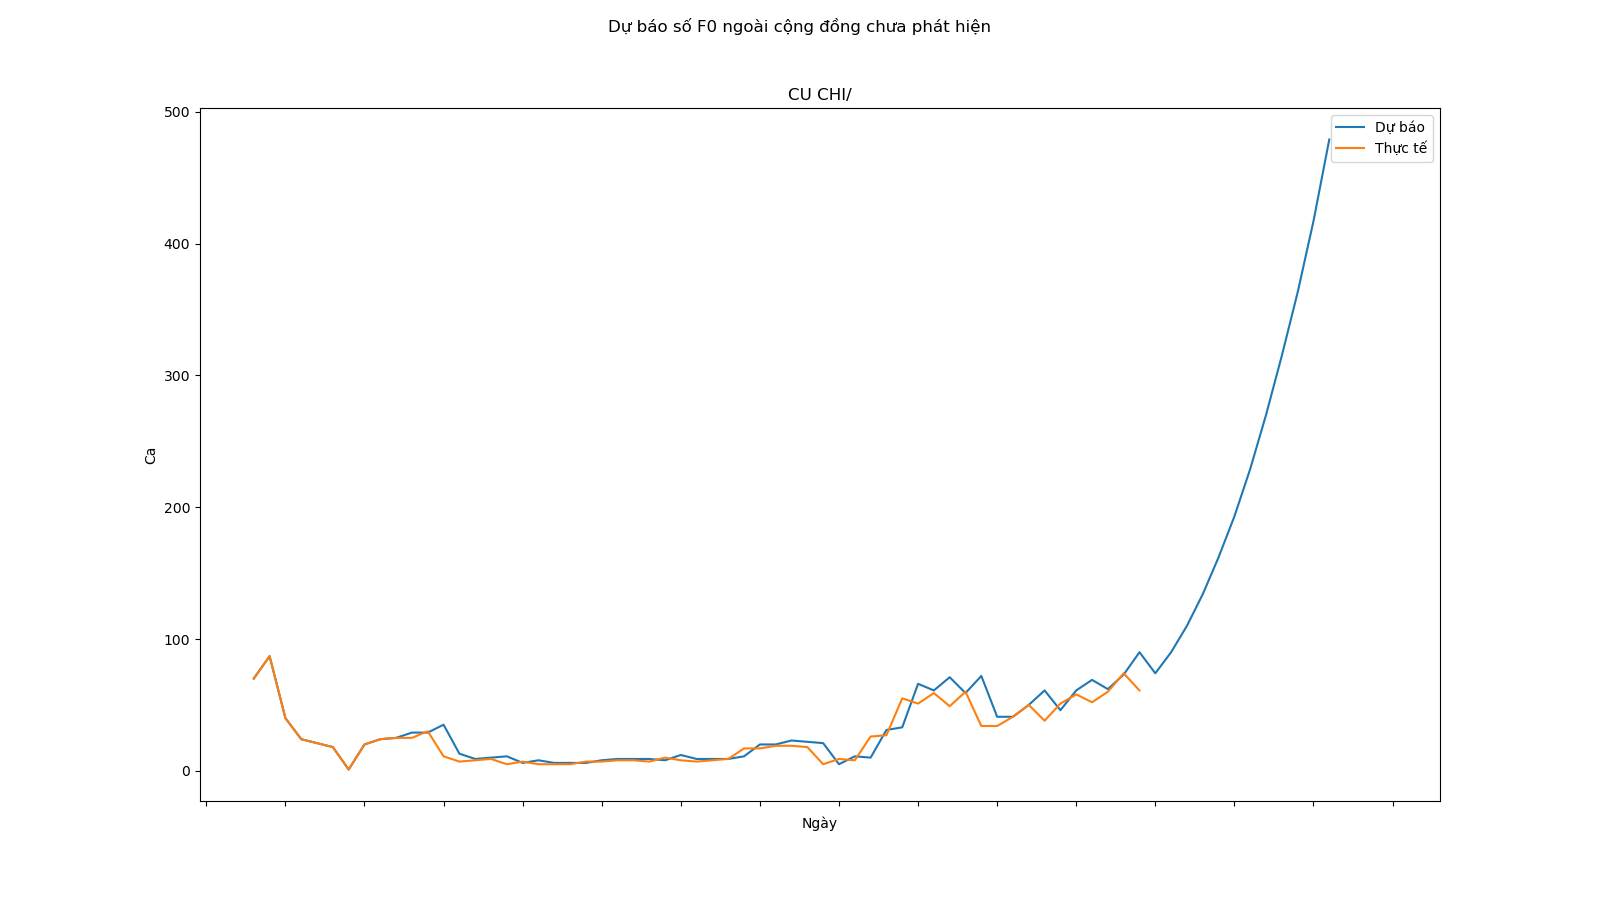 Dự báo số F0 ngoài cộng đồng chưa phát hiện
CU CHI/
Dự báo
Thực tế
500
400
300
200
100
0
Ca
Ngày